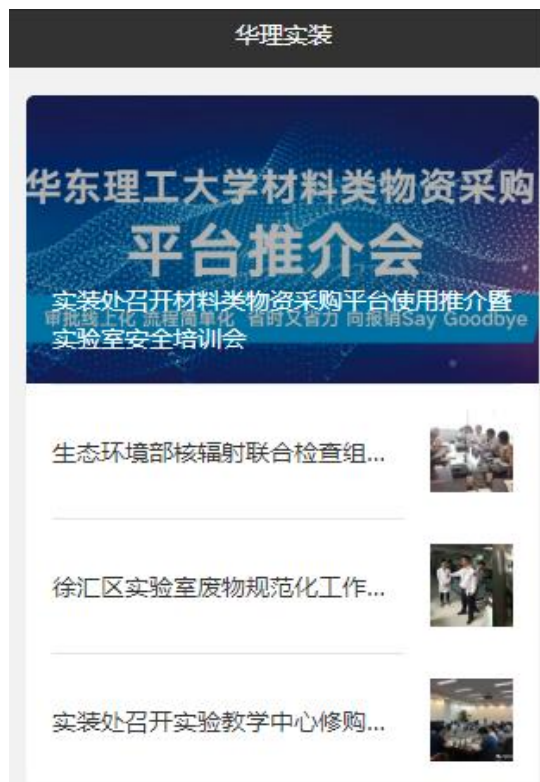 华理实装
华东理工大学材料类物资采购
平台推介会
实装处召开材料类物资采购平台使用推介暨
审批线上化 流程简单化 省时又省力 向报销Say Goodbye
实验室安全培训会
生态环境部核辐射联合检查组...
徐汇区实验室废物规范化工作...
实装处召开实验教学中心修购...